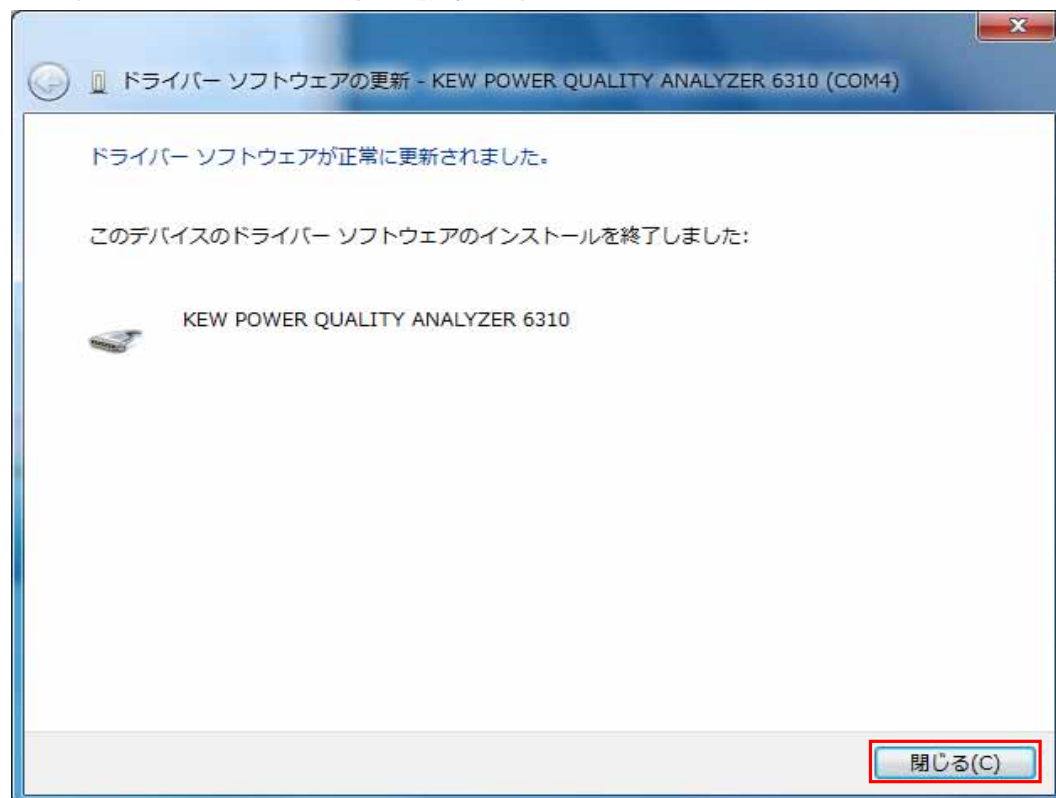 ドライバー ソフトウェアの更新 - KEW POWER QUALITY ANALYZER 6310 (COM4)
ドライバー ソフトウェアが正常に更新されました。
このデバイスのドライバー ソフトウェアのインストールを終了しました:
KEW POWER QUALITY ANALYZER 6310
閉じる(C)